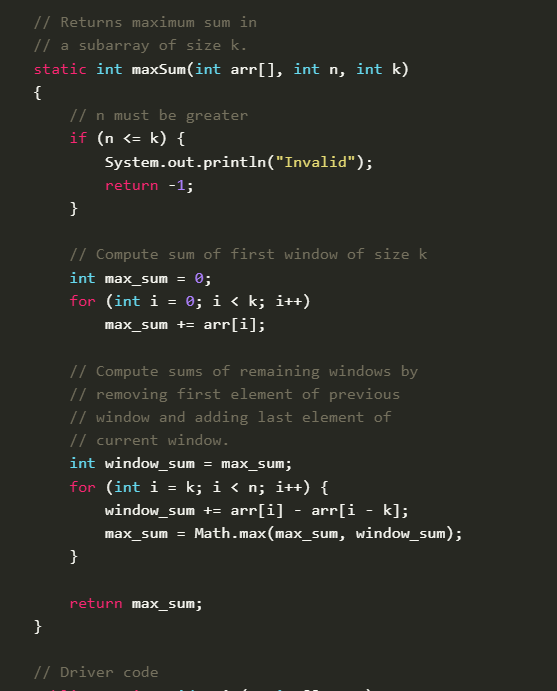 // Returns maximum sum in
// a subarray of size k.
static int maxSum(int arr[], int n, int k)
{
// n must be greater
if (n <= k) {
System.out.println("Invalid");
return -1;
}
// Compute sum of first window of size k
int max_sum = 0;
for (int i = 0; i < k; i++)
max_sum += arr[i];
// Compute sums of remaining windows by
// removing first element of previous
// window and adding last element of
// current window.
int window_sum = max_sum;
for (int i = k; i < n; i++) {
window_sum += arr[i] - arr[i - k];
max_sum = Math.max(max_sum, window_sum);
}
return max_sum;
}
// Driver code